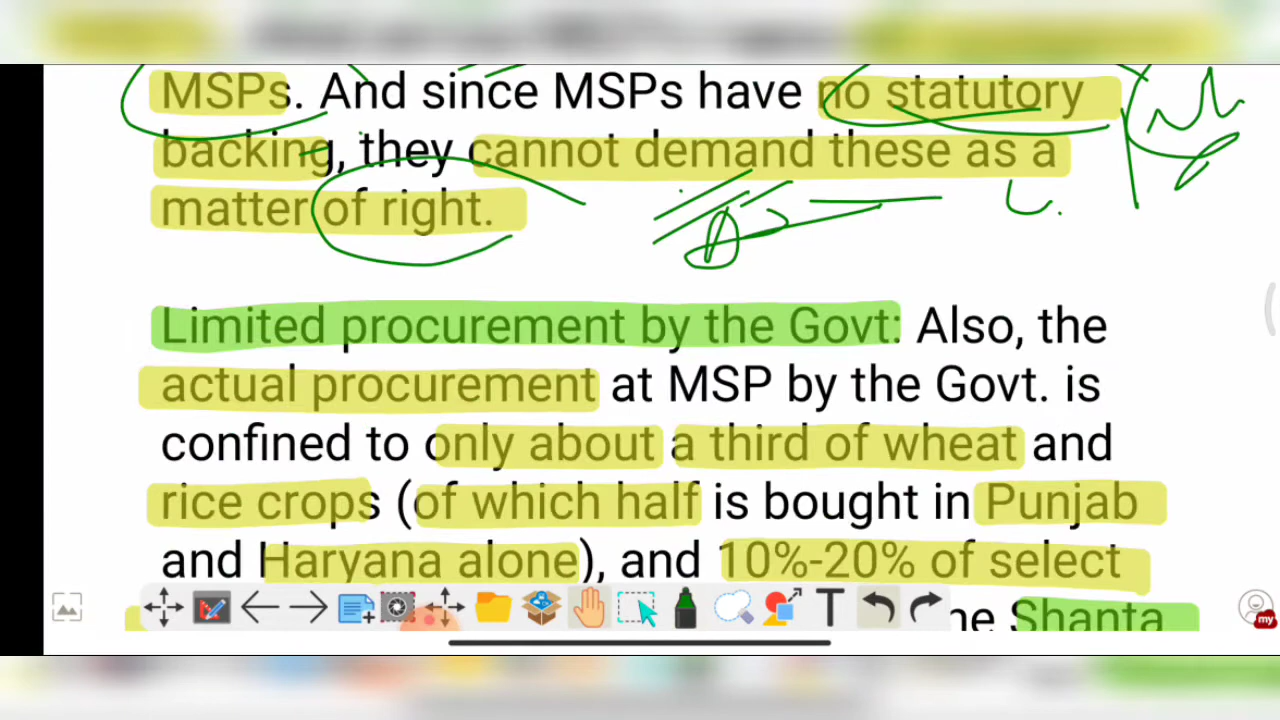 MSPs. And since MSPs have no statutory
backing, they cannot demand these as a
matter of right.
Limited procurement by the Govt: Also, the
actual procurement at MSP by the Govt. is
confined to only about a third of wheat and
rice crops (of which half is bought in Punjab
and Haryana alone), and 10%-20% of select
Shanta
T
my